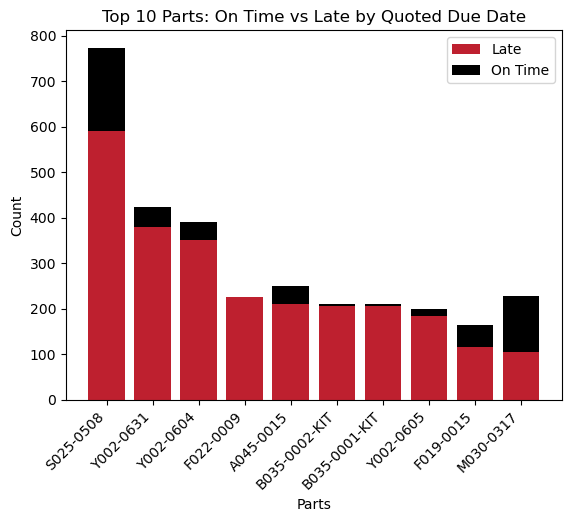 Top 10 Parts: On Time vs Late by Quoted Due Date
Late
On Time
800
700
600
500
400
300
200
100
0
Count
S025-0508
Y002-0631
Y002-0604
F022-0009
A045-0015
B035-0002-KIT
B035-0001-KIT
Y002-0605
F019-0015
M030-0317
Parts